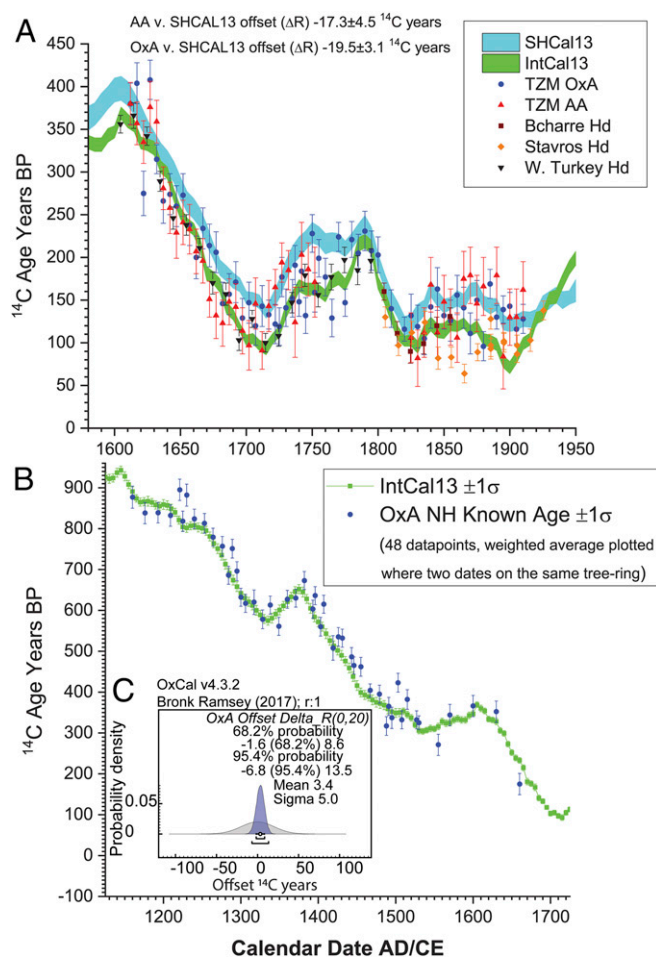 A
AA v. SHCAL13 offset (ΔR) -17.3±4.5 ¹⁴C years
OxA v. SHCAL13 offset (ΔR) -19.5±3.1 ¹⁴C years
SHCal13
IntCal13
TZM OxA
TZM AA
Bcharre Hd
Stavros Hd
W. Turkey Hd
¹⁴C Age Years BP
450
400
350
300
250
200
150
100
50
0
1600 1650 1700 1750 1800 1850 1900 1950
B
IntCal13 ±1σ
OxA NH Known Age ±1σ
(48 datapoints, weighted average plotted
where two dates on the same tree-ring)
¹⁴C Age Years BP
900
800
700
600
500
400
300
200
100
0
-100
C
OxCal v4.3.2
Bronk Ramsey (2017); r:1
OxA Offset Delta_R(0,20)
68.2% probability
-1.6 (68.2%) 8.6
95.4% probability
-6.8 (95.4%) 13.5
Mean 3.4
Sigma 5.0
Probability density
0.05
0
-100 -50 0 50 100
Offset ¹⁴C years
1200 1300 1400 1500 1600 1700
Calendar Date AD/CE